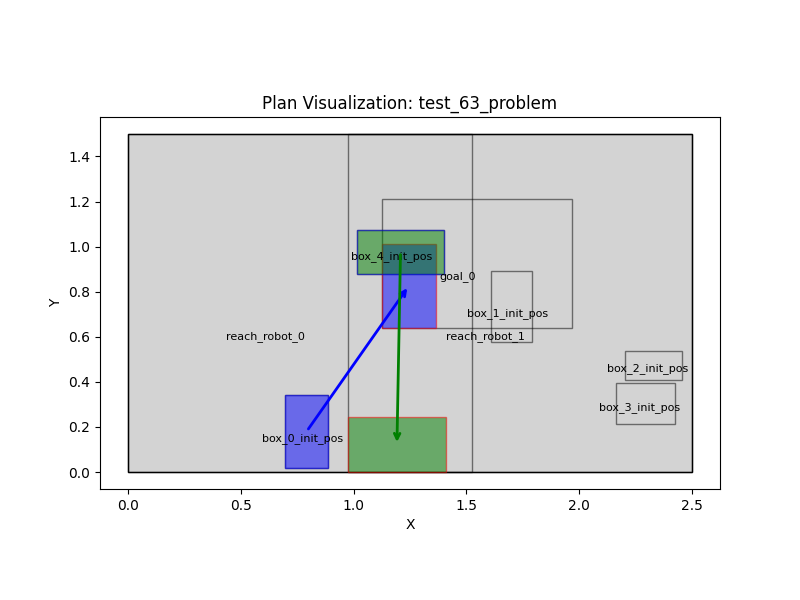 Plan Visualization: test_63_problem
1.4
1.2
1.0
0.8
0.6
0.4
0.2
0.0
Y
box_4_init_pos
goal_0
box_1_init_pos
reach_robot_0
reach_robot_1
box_2_init_pos
box_3_init_pos
box_0_init_pos
0.0
0.5
1.0
1.5
2.0
2.5
X